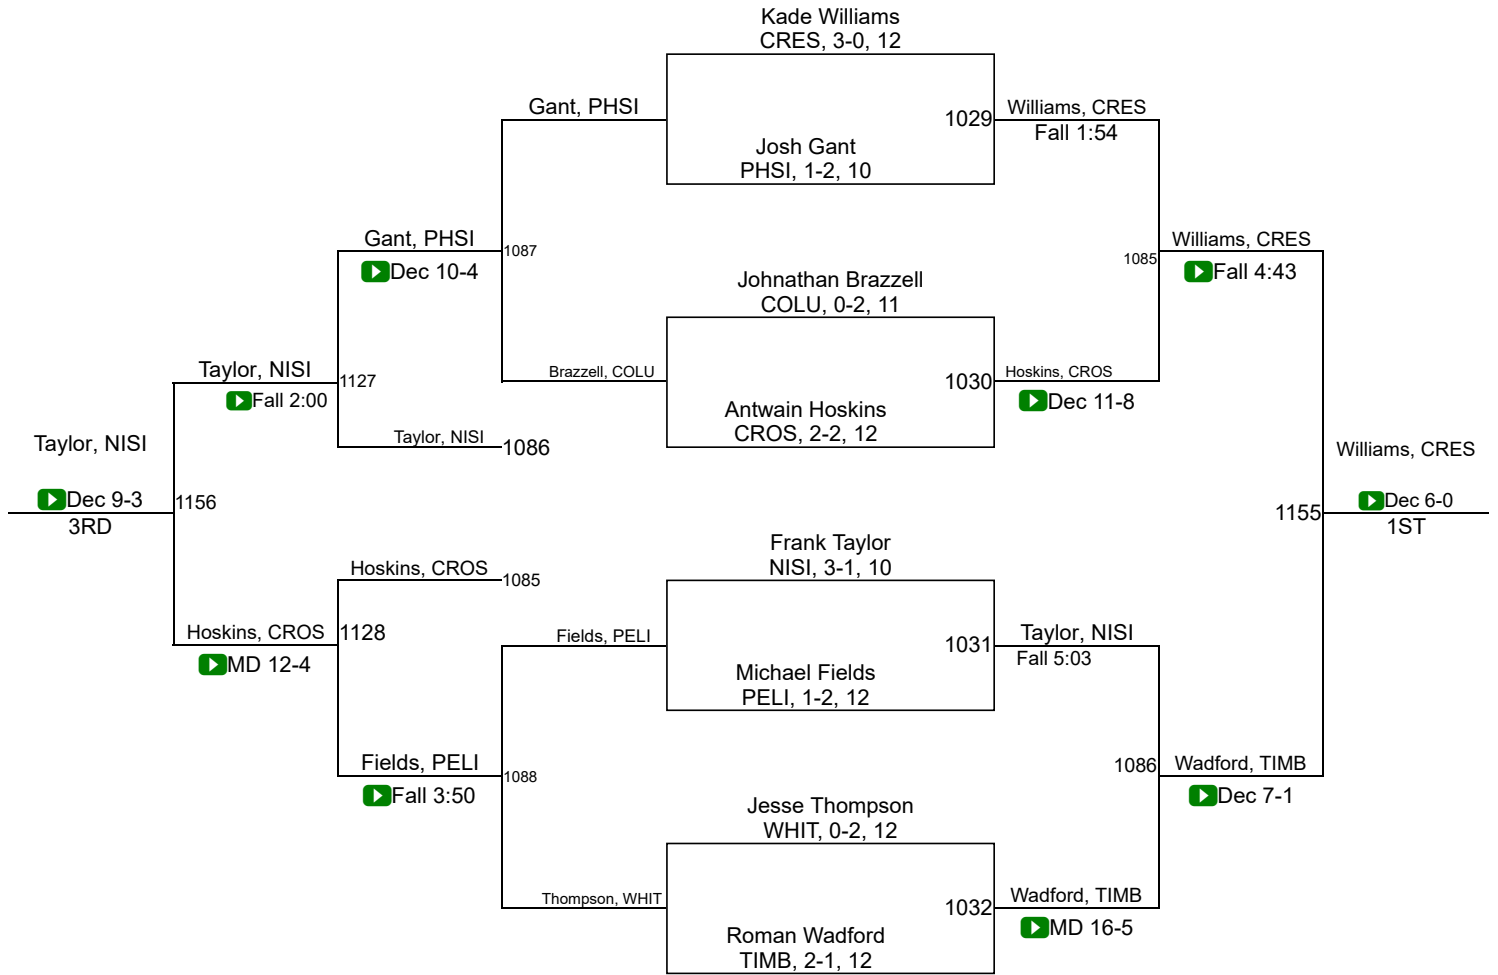 Kade Williams
CRES, 3-0, 12
Gant, PHSI
1029
Williams, CRES
Fall 1:54
Josh Gant
PHSI, 1-2, 10
Gant, PHSI
Dec 10-4
1087
1085
Williams, CRES
Fall 4:43
Johnathan Brazzell
COLU, 0-2, 11
Taylor, NISI
Fall 2:00
1127
Brazzell, COLU
1030
Hoskins, CROS
Dec 11-8
Antwain Hoskins
CROS, 2-2, 12
Taylor, NISI
1086
Taylor, NISI
Dec 9-3
3RD
1156
Williams, CRES
1155
Dec 6-0
1ST
Frank Taylor
NISI, 3-1, 10
Hoskins, CROS
1085
Hoskins, CROS
MD 12-4
1128
Fields, PELI
1031
Taylor, NISI
Fall 5:03
Michael Fields
PELI, 1-2, 12
Fields, PELI
Fall 3:50
1088
1086
Wadford, TIMB
Dec 7-1
Jesse Thompson
WHIT, 0-2, 12
Thompson, WHIT
1032
Wadford, TIMB
MD 16-5
Roman Wadford
TIMB, 2-1, 12